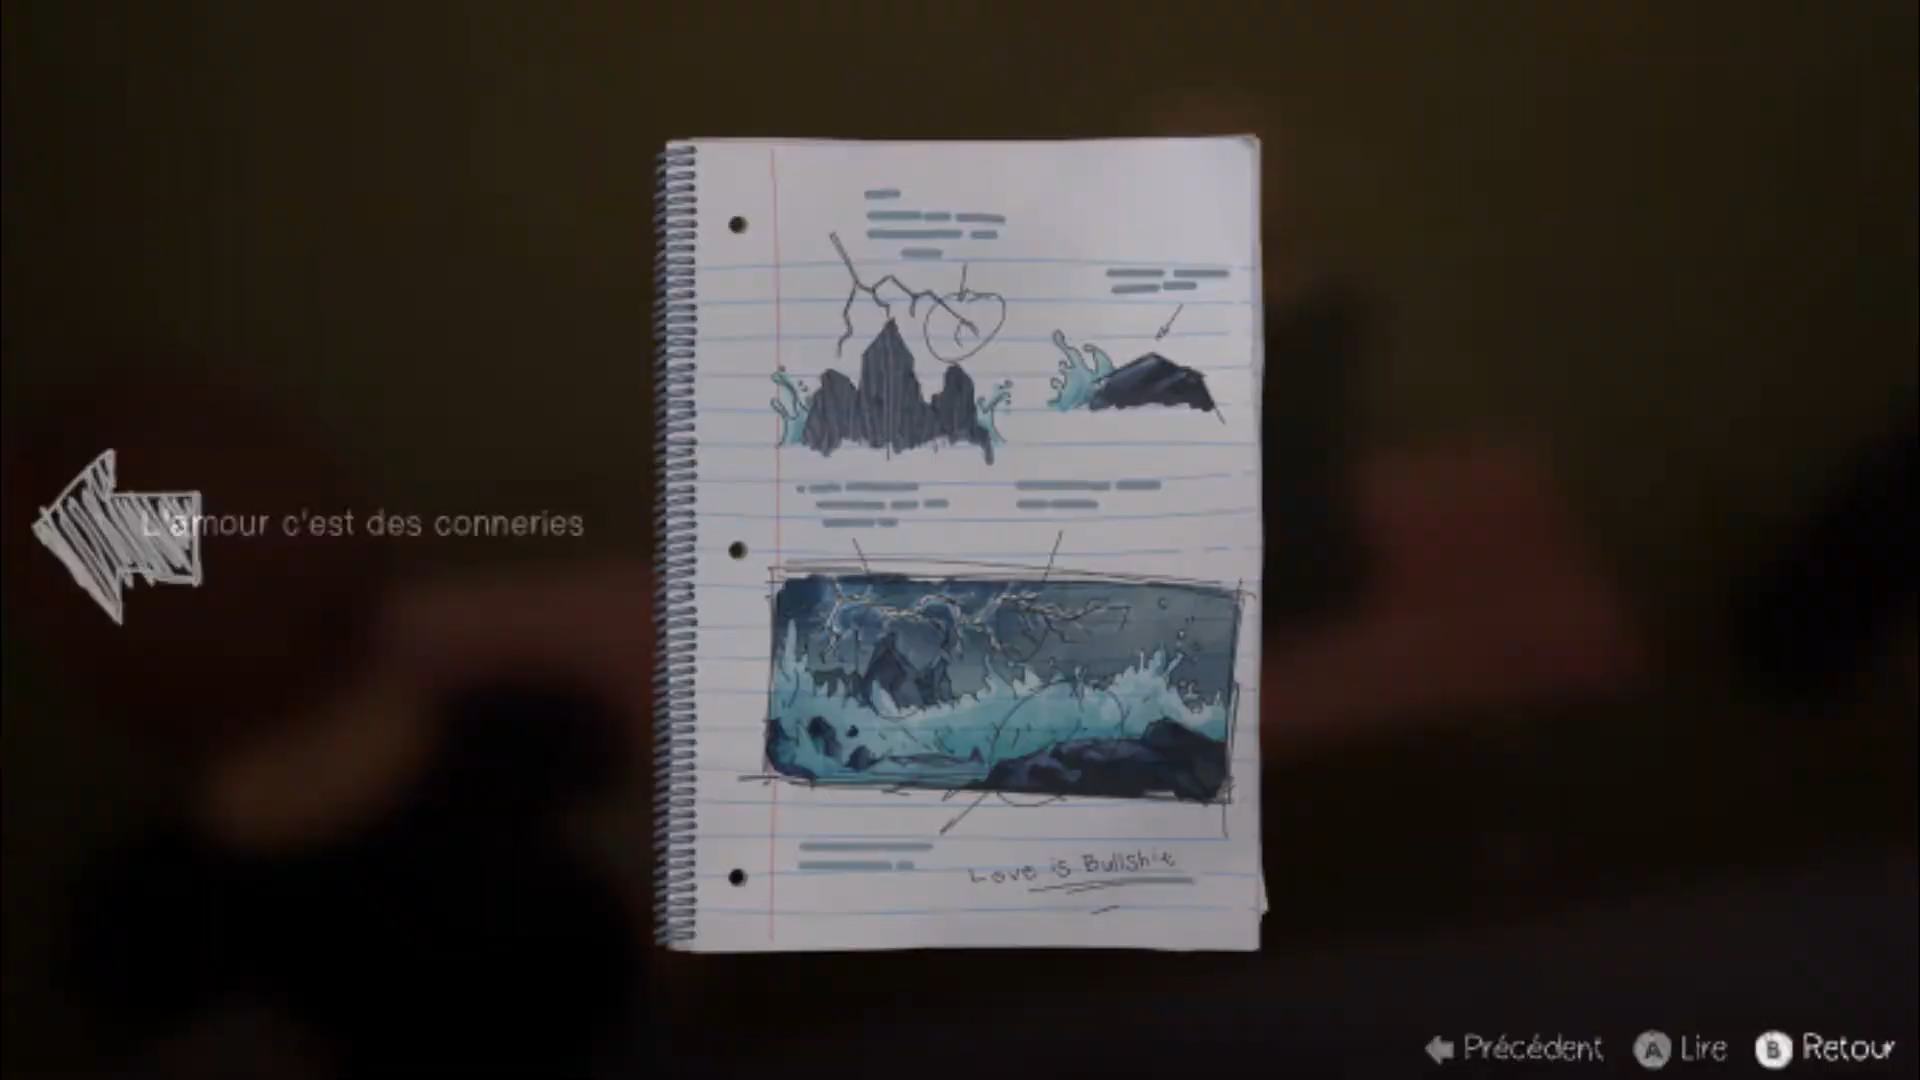 L'amour c'est des conneries
Love is Bullshit
Précédent
A Lire
B Retour